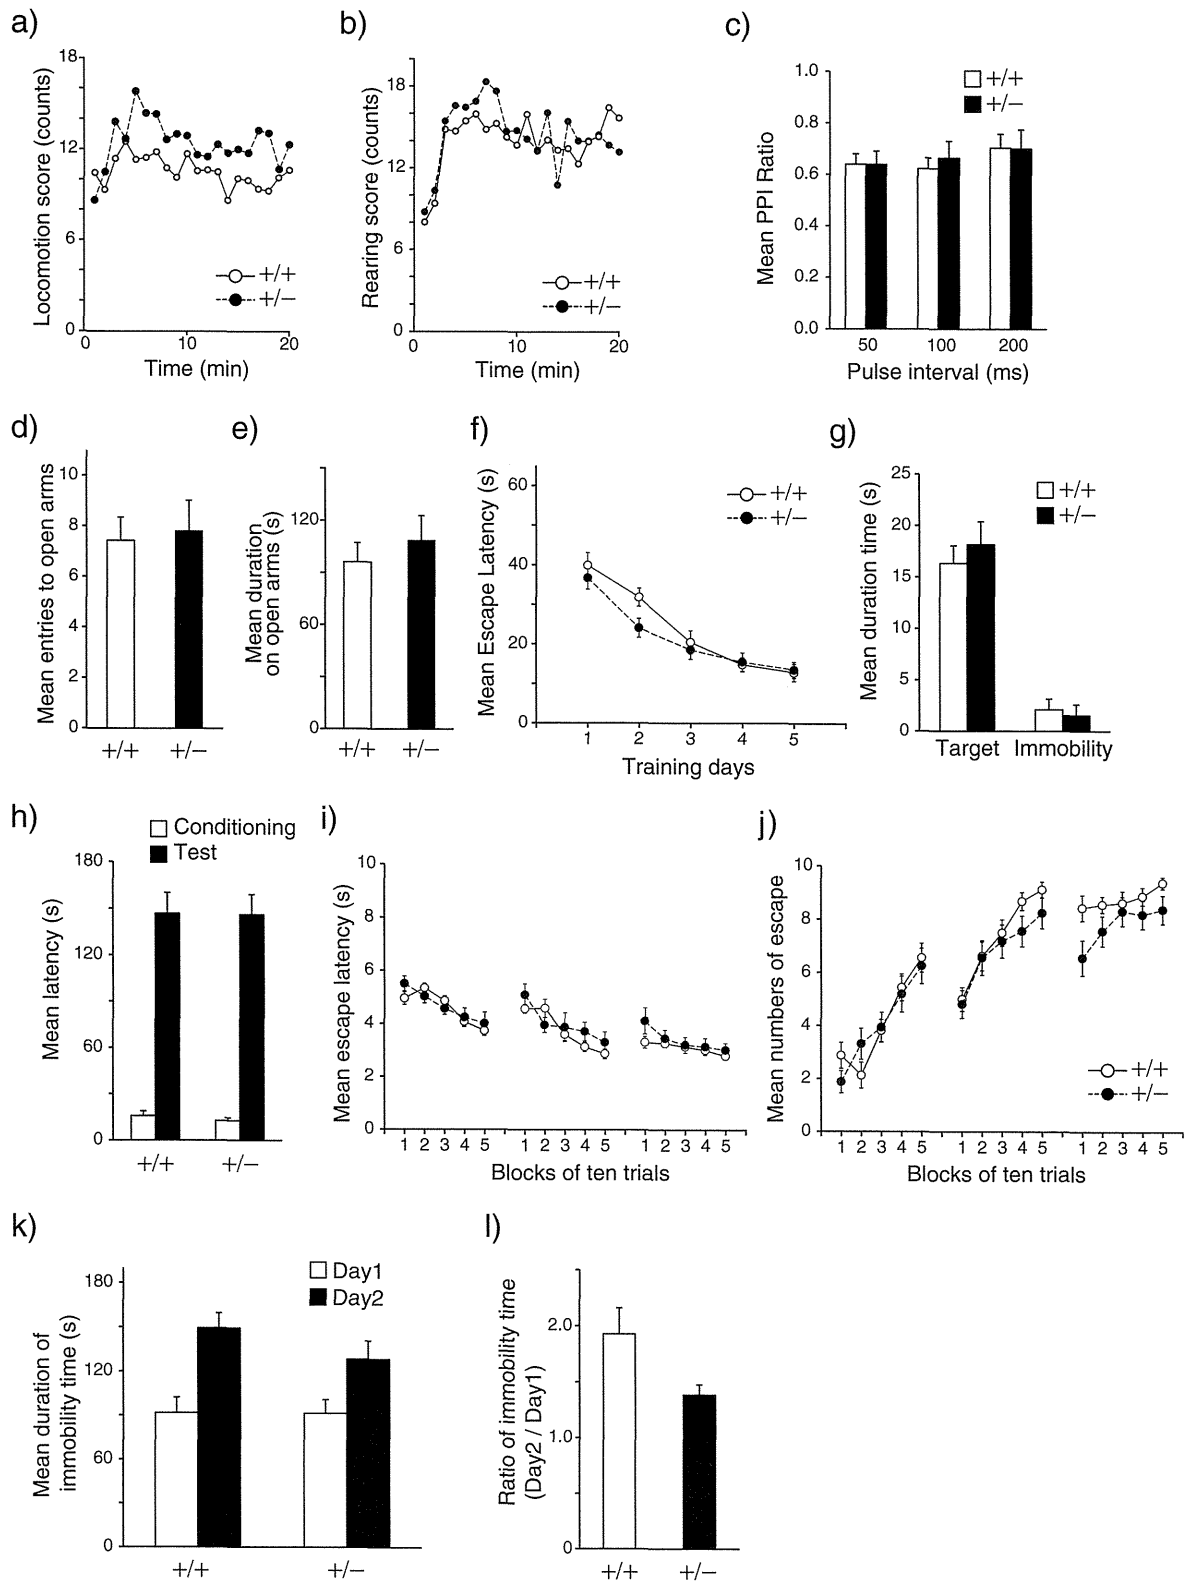 a)
18
12
6
0
Locomotion score (counts)
+/+
+/−
0 10 20
Time (min)
b)
18
12
6
0
Rearing score (counts)
+/+
+/−
0 10 20
Time (min)
c)
1.0
0.8
0.6
0.4
0.2
0.0
Mean PPI Ratio
+/+
+/−
50 100 200
Pulse interval (ms)
d)
10
8
6
4
2
0
Mean entries to open arms
+/+ +/−
e)
120
60
0
Mean duration
on open arms (s)
+/+ +/−
f)
60
40
20
0
Mean Escape Latency (s)
+/+
+/−
1 2 3 4 5
Training days
g)
25
20
15
10
5
0
Mean duration time (s)
+/+
+/−
Target Immobility
h)
Conditioning
Test
180
120
60
0
Mean latency (s)
+/+ +/−
i)
10
8
6
4
2
0
Mean escape latency (s)
1 2 3 4 5 1 2 3 4 5 1 2 3 4 5
Blocks of ten trials
j)
10
8
6
4
2
0
Mean numbers of escape
+/+
+/−
1 2 3 4 5 1 2 3 4 5 1 2 3 4 5
Blocks of ten trials
k)
Day1
Day2
180
120
60
0
Mean duration of
immobility time (s)
+/+ +/−
l)
2.0
1.0
0
Ratio of immobility time
(Day2 / Day1)
+/+ +/−